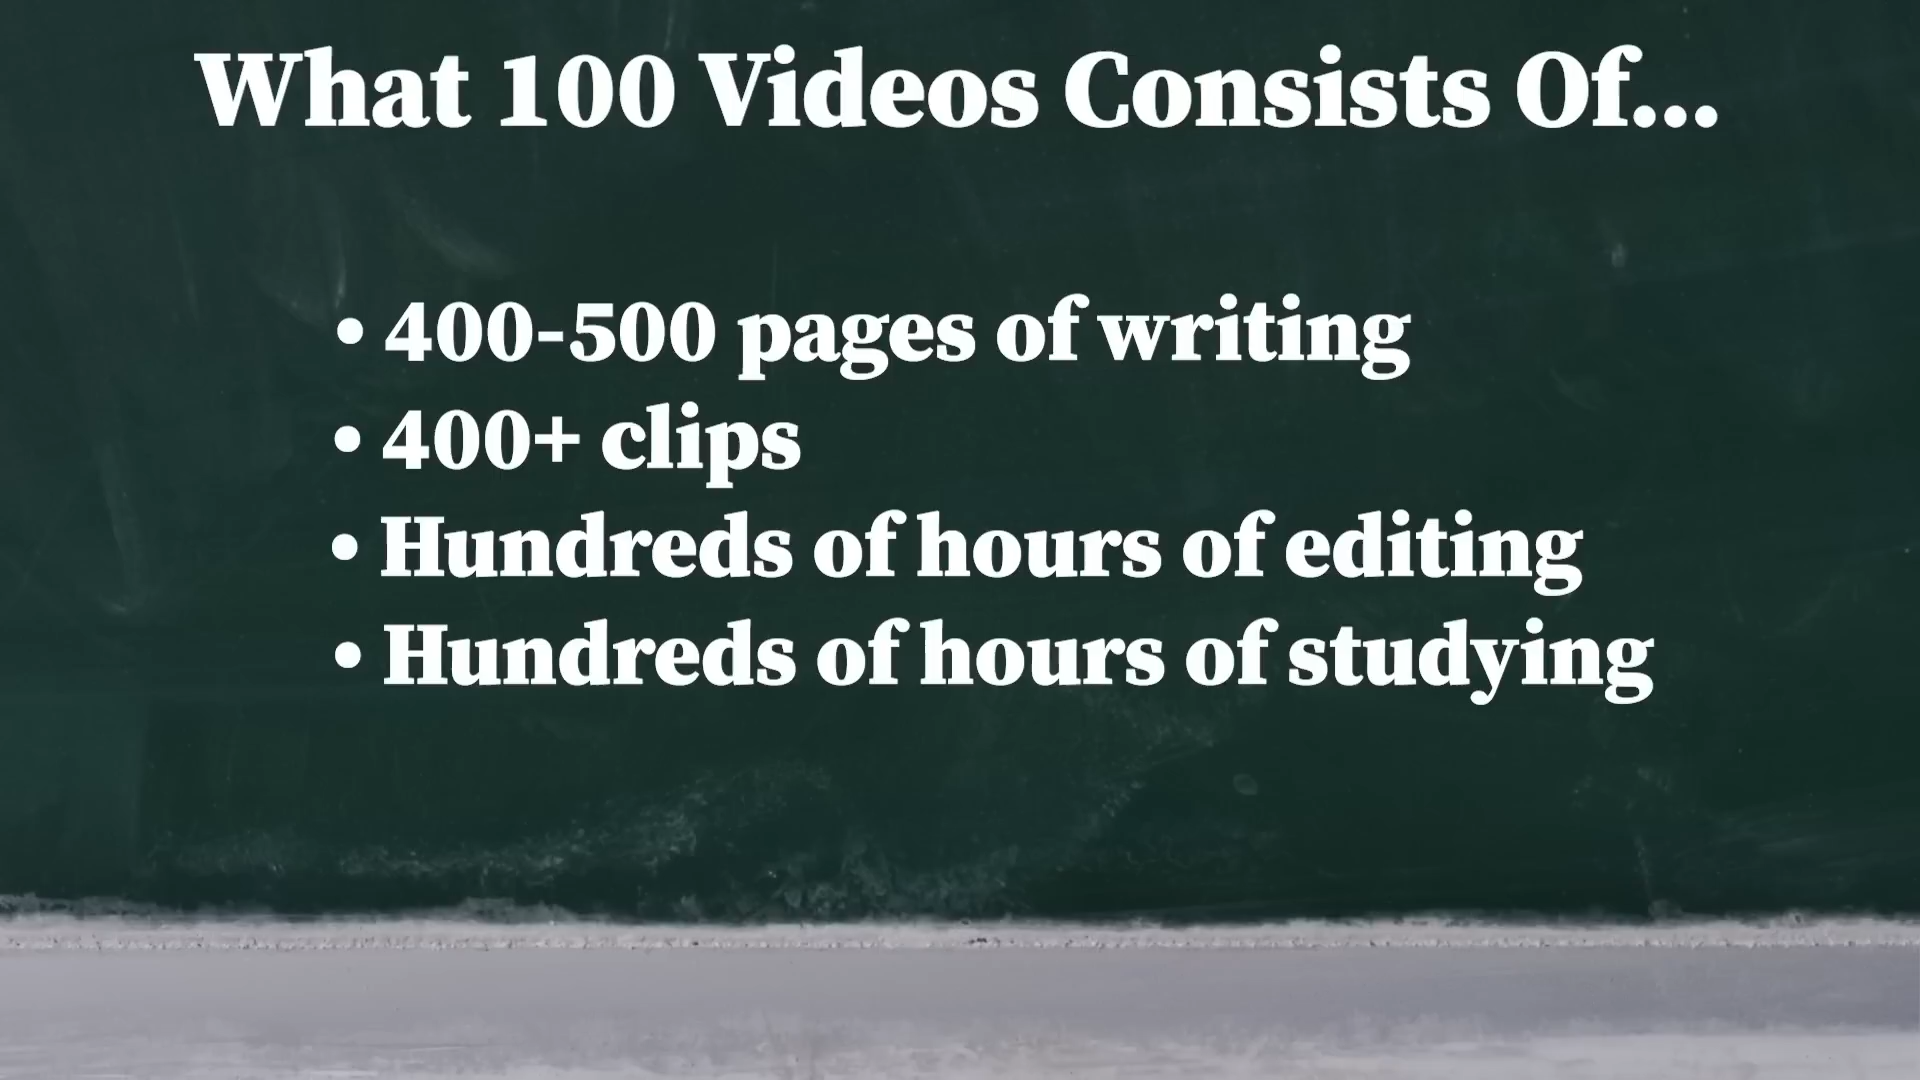 What 100 Videos Consists Of...
• 400-500 pages of writing
• 400+ clips
• Hundreds of hours of editing
• Hundreds of hours of studying